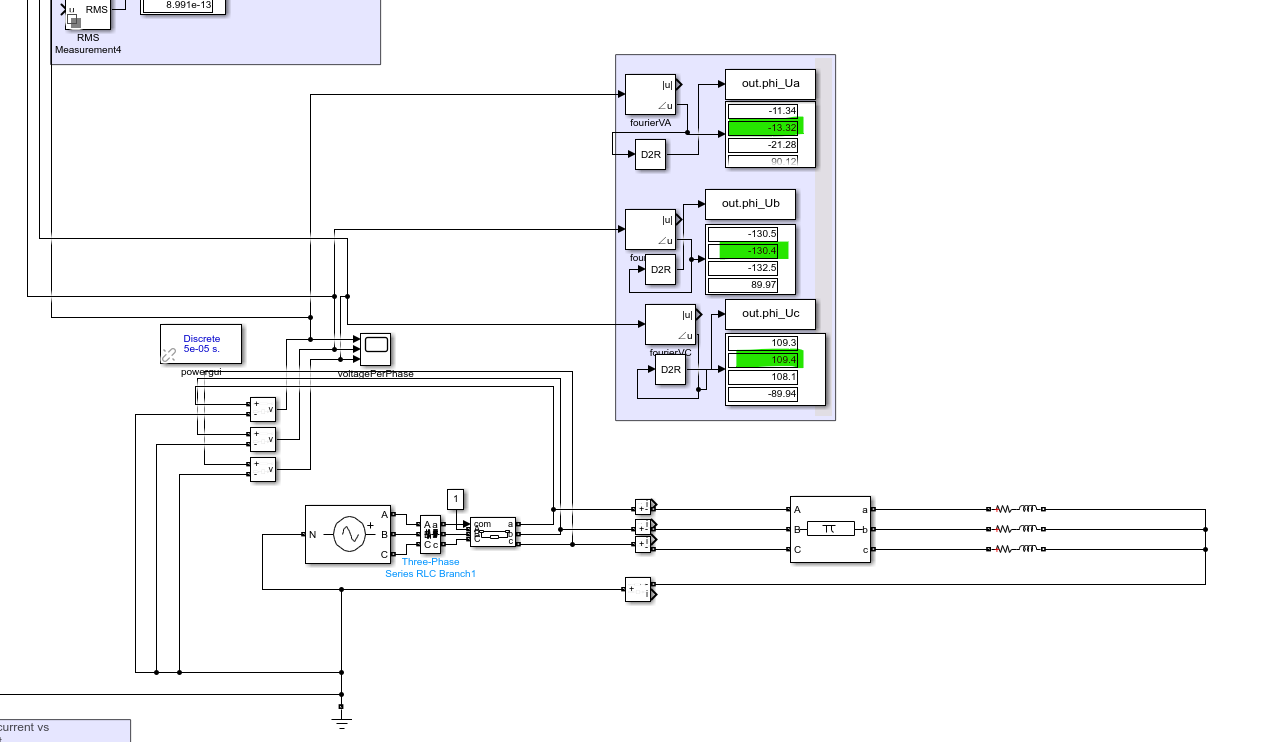 8.991e-13
u
RMS
RMS
Measurement4
|u|
∠u
fourierVA
D2R
out.phi_Ua
-11.34
-13.32
-21.28
90.12
|u|
∠u
fou
D2R
out.phi_Ub
-130.5
-130.4
-132.5
89.97
|u|
∠u
fourierVC
D2R
out.phi_Uc
109.3
109.4
108.1
-89.94
Discrete
5e-05 s.
powergui
voltagePerPhase
+
-
v
+
-
v
+
-
v
N
+
A
B
C
A a
C c
Three-Phase
Series RLC Branch1
1
com
a
b
c
C
+ -
i
+ -
i
+ -
i
+ -
i
A
B
C
π
a
b
c
current vs